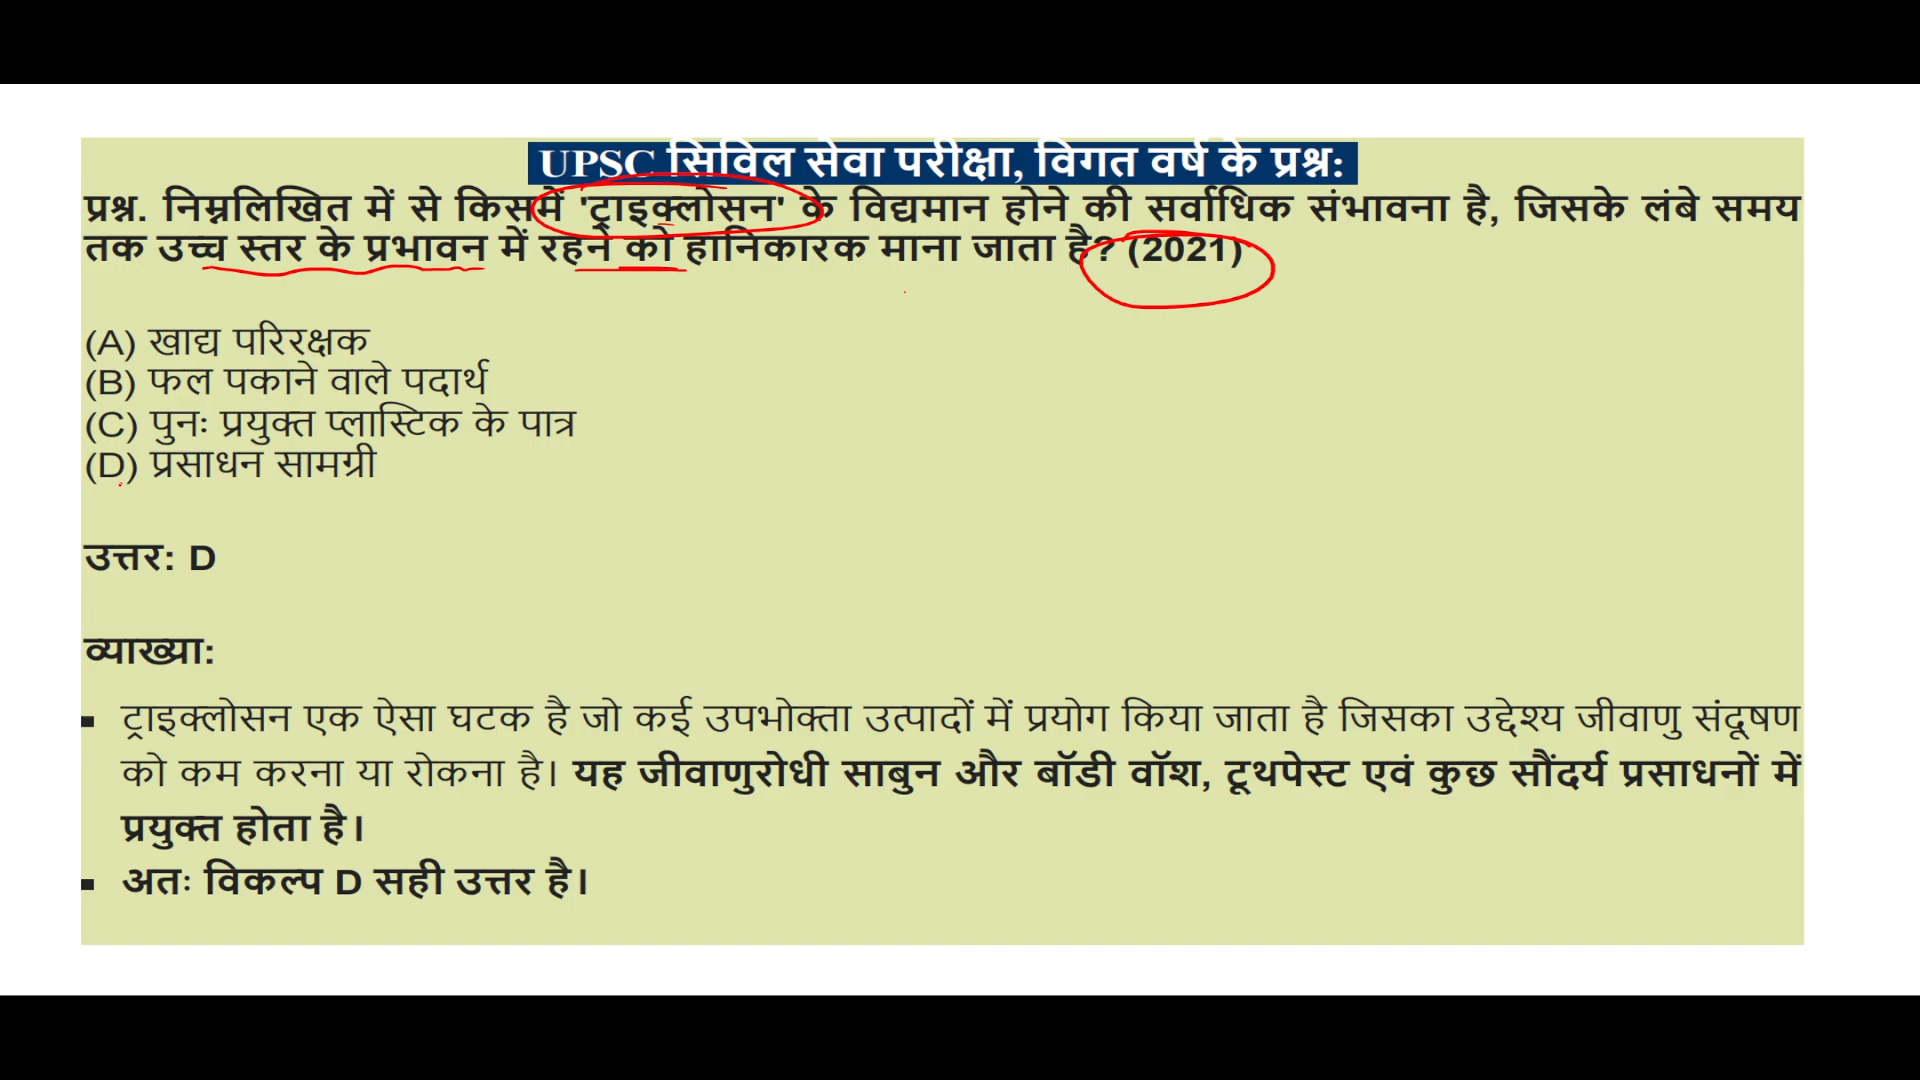 UPSC सिविल सेवा परीक्षा, विगत वर्ष के प्रश्न:
प्रश्न. निम्नलिखित में से किसमें 'ट्राइक्लोसन' के विद्यमान होने की सर्वाधिक संभावना है, जिसके लंबे समय
तक उच्च स्तर के प्रभावन में रहने को हानिकारक माना जाता है? (2021)
(A) खाद्य परिरक्षक
(B) फल पकाने वाले पदार्थ
(C) पुनः प्रयुक्त प्लास्टिक के पात्र
(D) प्रसाधन सामग्री
उत्तर: D
व्याख्या:
▪ ट्राइक्लोसन एक ऐसा घटक है जो कई उपभोक्ता उत्पादों में प्रयोग किया जाता है जिसका उद्देश्य जीवाणु संदूषण
को कम करना या रोकना है। यह जीवाणुरोधी साबुन और बॉडी वॉश, टूथपेस्ट एवं कुछ सौंदर्य प्रसाधनों में
प्रयुक्त होता है।
▪ अतः विकल्प D सही उत्तर है।